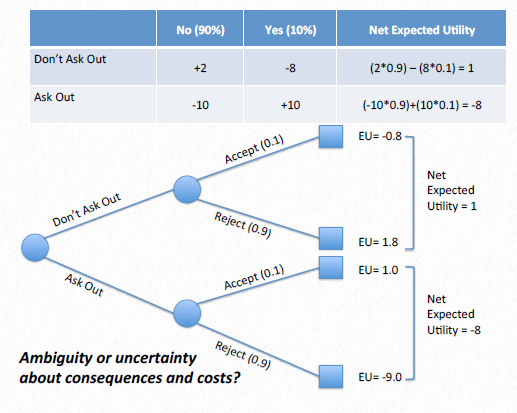 No (90%) Yes (10%) Net Expected Utility
Don't Ask Out +2 -8 (2*0.9) – (8*0.1) = 1
Ask Out -10 +10 (-10*0.9)+(10*0.1) = -8
Accept (0.1)
EU= -0.8
Don't Ask Out
Net
Expected
Utility = 1
Reject (0.9)
EU= 1.8
Ask Out
Accept (0.1)
EU= 1.0
Net
Expected
Utility = -8
Reject (0.9)
EU= -9.0
Ambiguity or uncertainty
about consequences and costs?